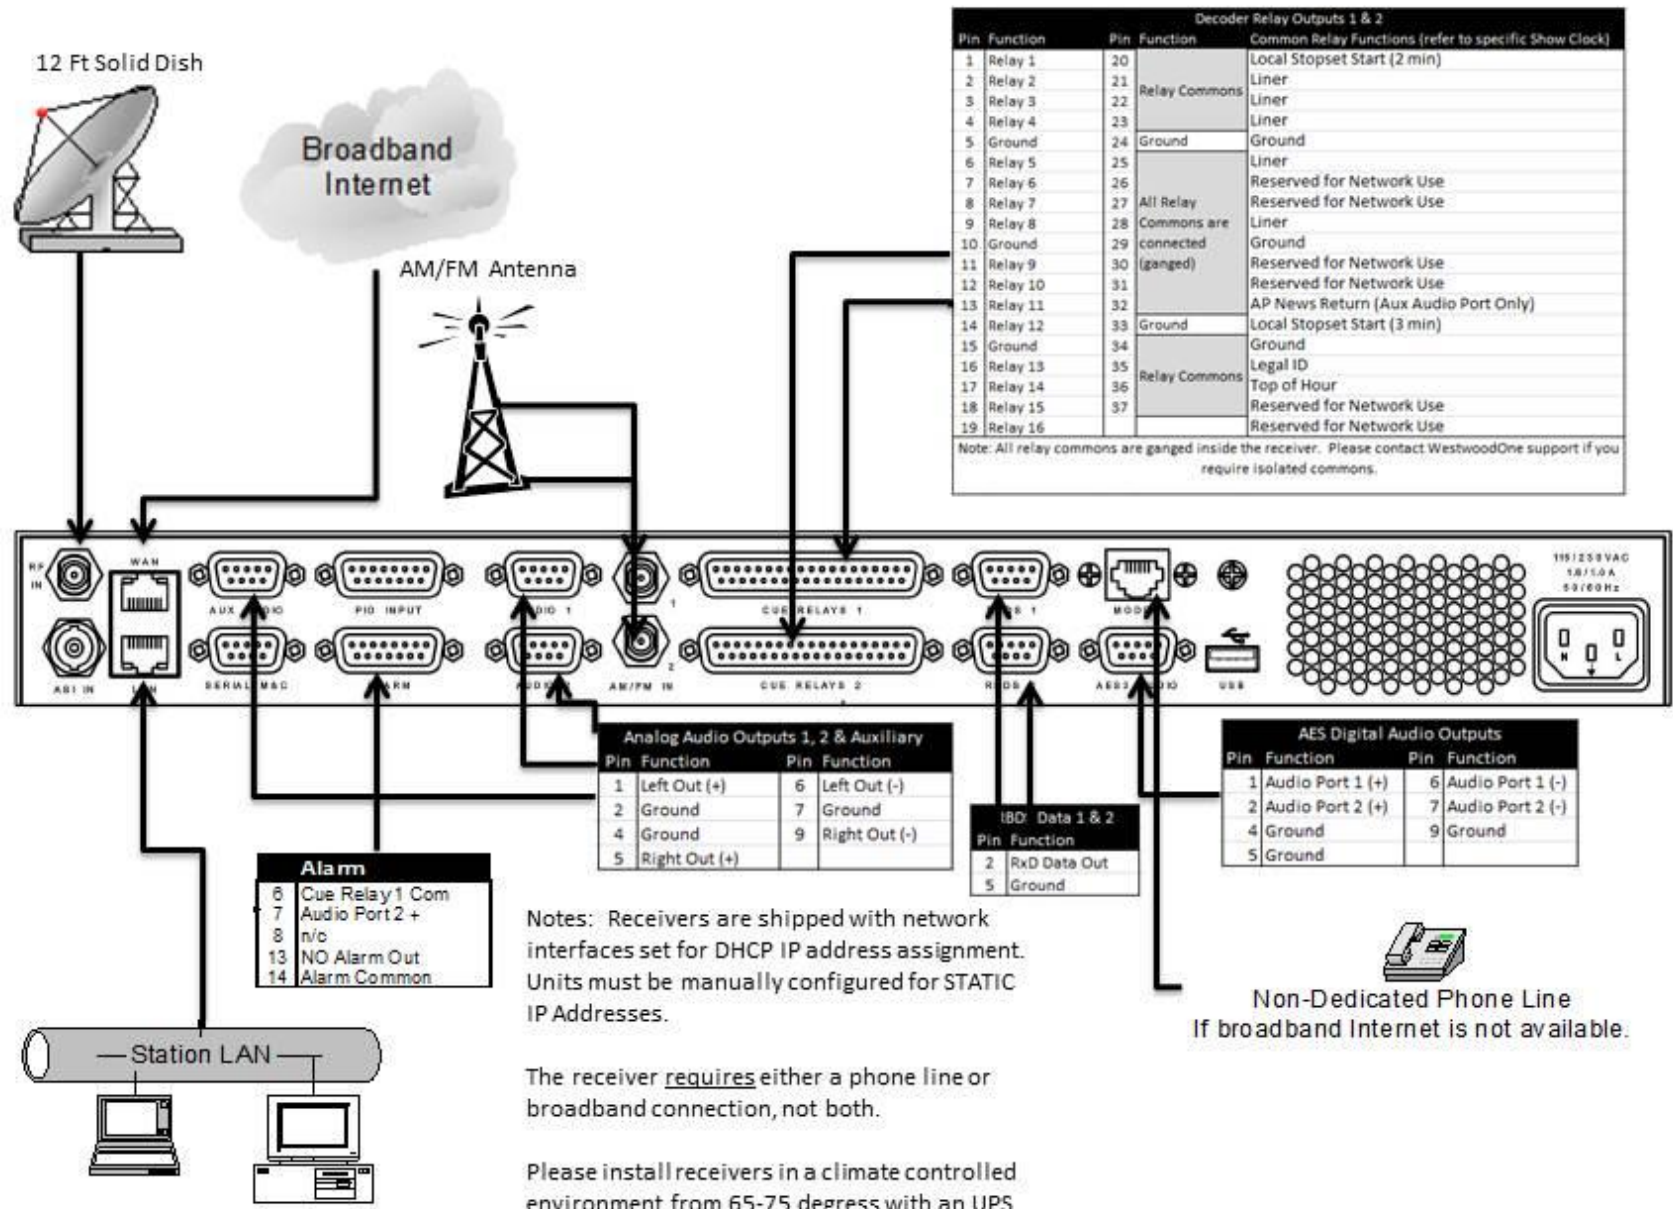 12 Ft Solid Dish
Broadband
Internet
AM/FM Antenna
Decoder Relay Outputs 1 & 2
Pin Function Pin Function Common Relay Functions (refer to specific Show Clock)
1 Relay 1 20 Local Stopset Start (2 min)
2 Relay 2 21 Liner
Relay Commons
3 Relay 3 22 Liner
4 Relay 4 23 Liner
5 Ground 24 Ground Ground
6 Relay 5 25 Liner
7 Relay 6 26 Reserved for Network Use
8 Relay 7 27 All Relay Reserved for Network Use
9 Relay 8 28 Commons are Liner
10 Ground 29 connected Ground
11 Relay 9 30 (ganged) Reserved for Network Use
12 Relay 10 31 Reserved for Network Use
13 Relay 11 32 AP News Return (Aux Audio Port Only)
14 Relay 12 33 Ground Local Stopset Start (3 min)
15 Ground 34 Ground
16 Relay 13 35 Legal ID
Relay Commons
17 Relay 14 36 Top of Hour
18 Relay 15 37 Reserved for Network Use
19 Relay 16 Reserved for Network Use
Note: All relay commons are ganged inside the receiver. Please contact WestwoodOne support if you
require isolated commons.
RF
IN
WAN
AUX
PIO INPUT
1
1
CUE RELAYS 1
1
115/230VAC
50/60Hz
N
L
ASI IN
SERIAL M&C
AM/FM IN
2
CUE RELAYS 2
AES3
USB
Analog Audio Outputs 1, 2 & Auxiliary
Pin Function Pin Function
1 Left Out (+) 6 Left Out (-)
2 Ground 7 Ground
4 Ground 9 Right Out (-)
5 Right Out (+)
Data 1 & 2
Pin Function
2 RxD Data Out
5 Ground
AES Digital Audio Outputs
Pin Function Pin Function
1 Audio Port 1 (+) 6 Audio Port 1 (-)
2 Audio Port 2 (+) 7 Audio Port 2 (-)
4 Ground 9 Ground
5 Ground
Alarm
6 Cue Relay 1 Com
7 Audio Port 2 +
8 n/c
13 NO Alarm Out
14 Alarm Common
Station LAN
Notes: Receivers are shipped with network
interfaces set for DHCP IP address assignment.
Units must be manually configured for STATIC
IP Addresses.
The receiver requires either a phone line or
broadband connection, not both.
Please install receivers in a climate controlled
environment from 65-75 degress with an UPS
Non-Dedicated Phone Line
If broadband Internet is not available.